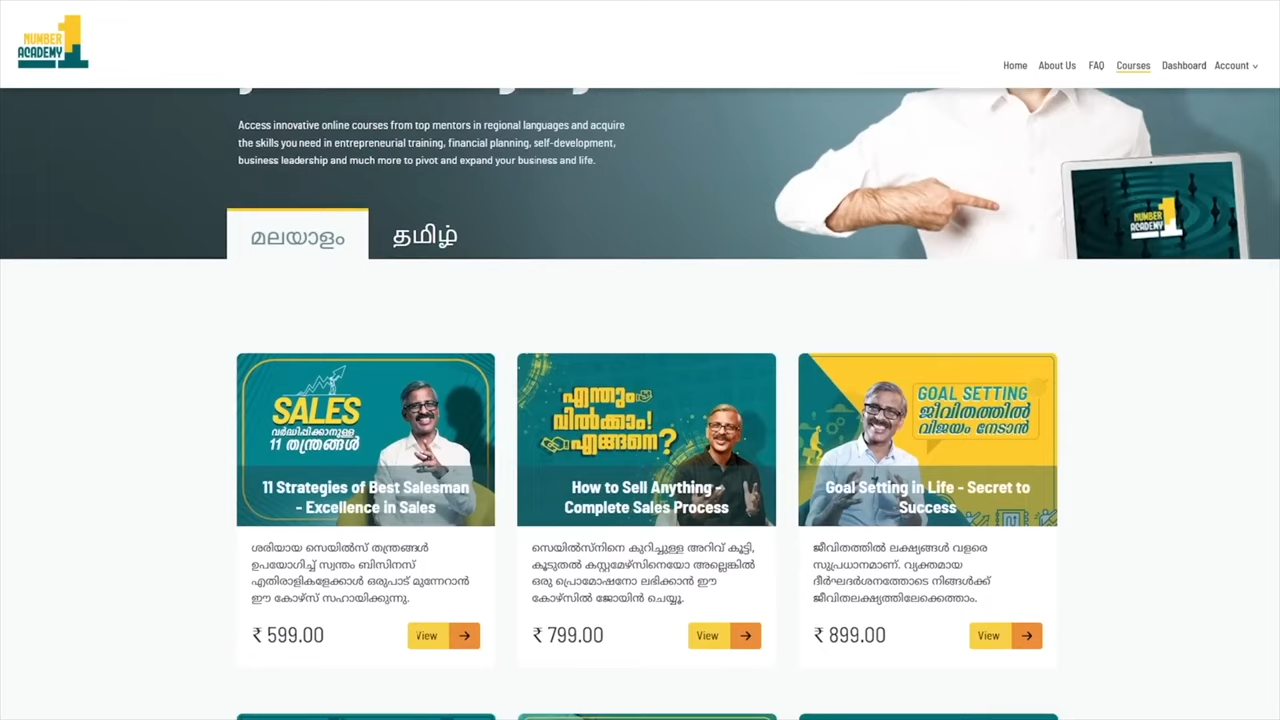 NUMBER 1
ACADEMY
Home About Us FAQ Courses Dashboard Account
Access innovative online courses from top mentors in regional languages and acquire
the skills you need in entrepreneurial training, financial planning, self-development,
business leadership and much more to pivot and expand your business and life.
NUMBER 1
ACADEMY
മലയാളം தமிழ்
SALES
വർദ്ധിപ്പിക്കാനുള്ള
11 തന്ത്രങ്ങൾ
11 Strategies of Best Salesman
- Excellence in Sales
ശരിയായ സെയിൽസ് തന്ത്രങ്ങൾ
ഉപയോഗിച്ച് സ്വന്തം ബിസിനസ്
എതിരാളികളേക്കാൾ ഒരുപാട് മുന്നേറാൻ
ഈ കോഴ്സ് സഹായിക്കുന്നു.
₹ 599.00
View
എന്തും
വിൽക്കാം!
എങ്ങനെ?
How to Sell Anything -
Complete Sales Process
സെയിൽസ്നിനെ കുറിച്ചുള്ള അറിവ് കൂട്ടി,
കൂടുതൽ കസ്റ്റമേഴ്സിനെയോ അല്ലെങ്കിൽ
ഒരു പ്രൊമോഷനോ ലഭിക്കാൻ ഈ
കോഴ്സിൽ ജോയിൻ ചെയ്യൂ.
₹ 799.00
View
GOAL SETTING
ജീവിതത്തിൽ
വിജയം നേടാൻ
Goal Setting in Life - Secret to
Success
ജീവിതത്തിൽ ലക്ഷ്യങ്ങൾ വളരെ
സുപ്രധാനമാണ്. വ്യക്തമായ
ദീർഘദർശനത്തോടെ നിങ്ങൾക്ക്
ജീവിതലക്ഷ്യത്തിലേക്കെത്താം.
₹ 899.00
View